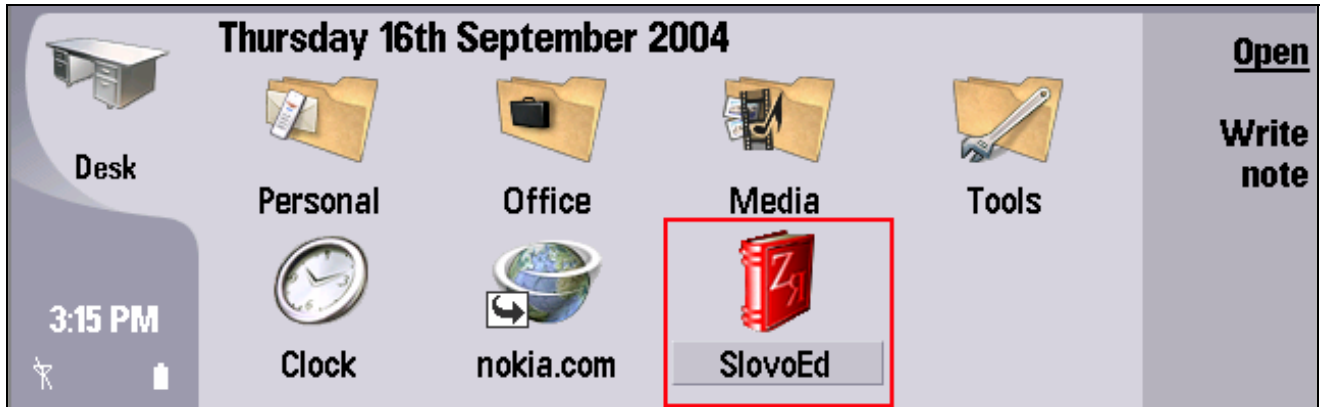 Thursday 16th September 2004
Open
Write
note
Desk
Personal Office Media Tools
ZЯ
3:15 PM
Clock nokia.com SlovoEd